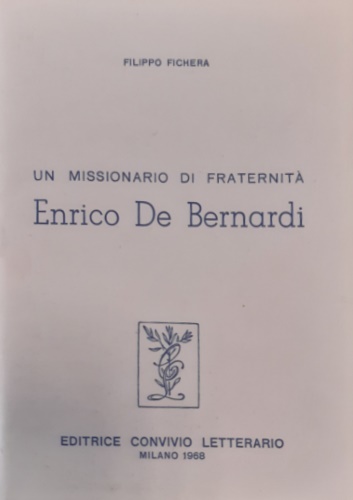 FILIPPO FICHERA
UN MISSIONARIO DI FRATERNITÀ
Enrico De Bernardi
EDITRICE CONVIVIO LETTERARIO
MILANO 1968